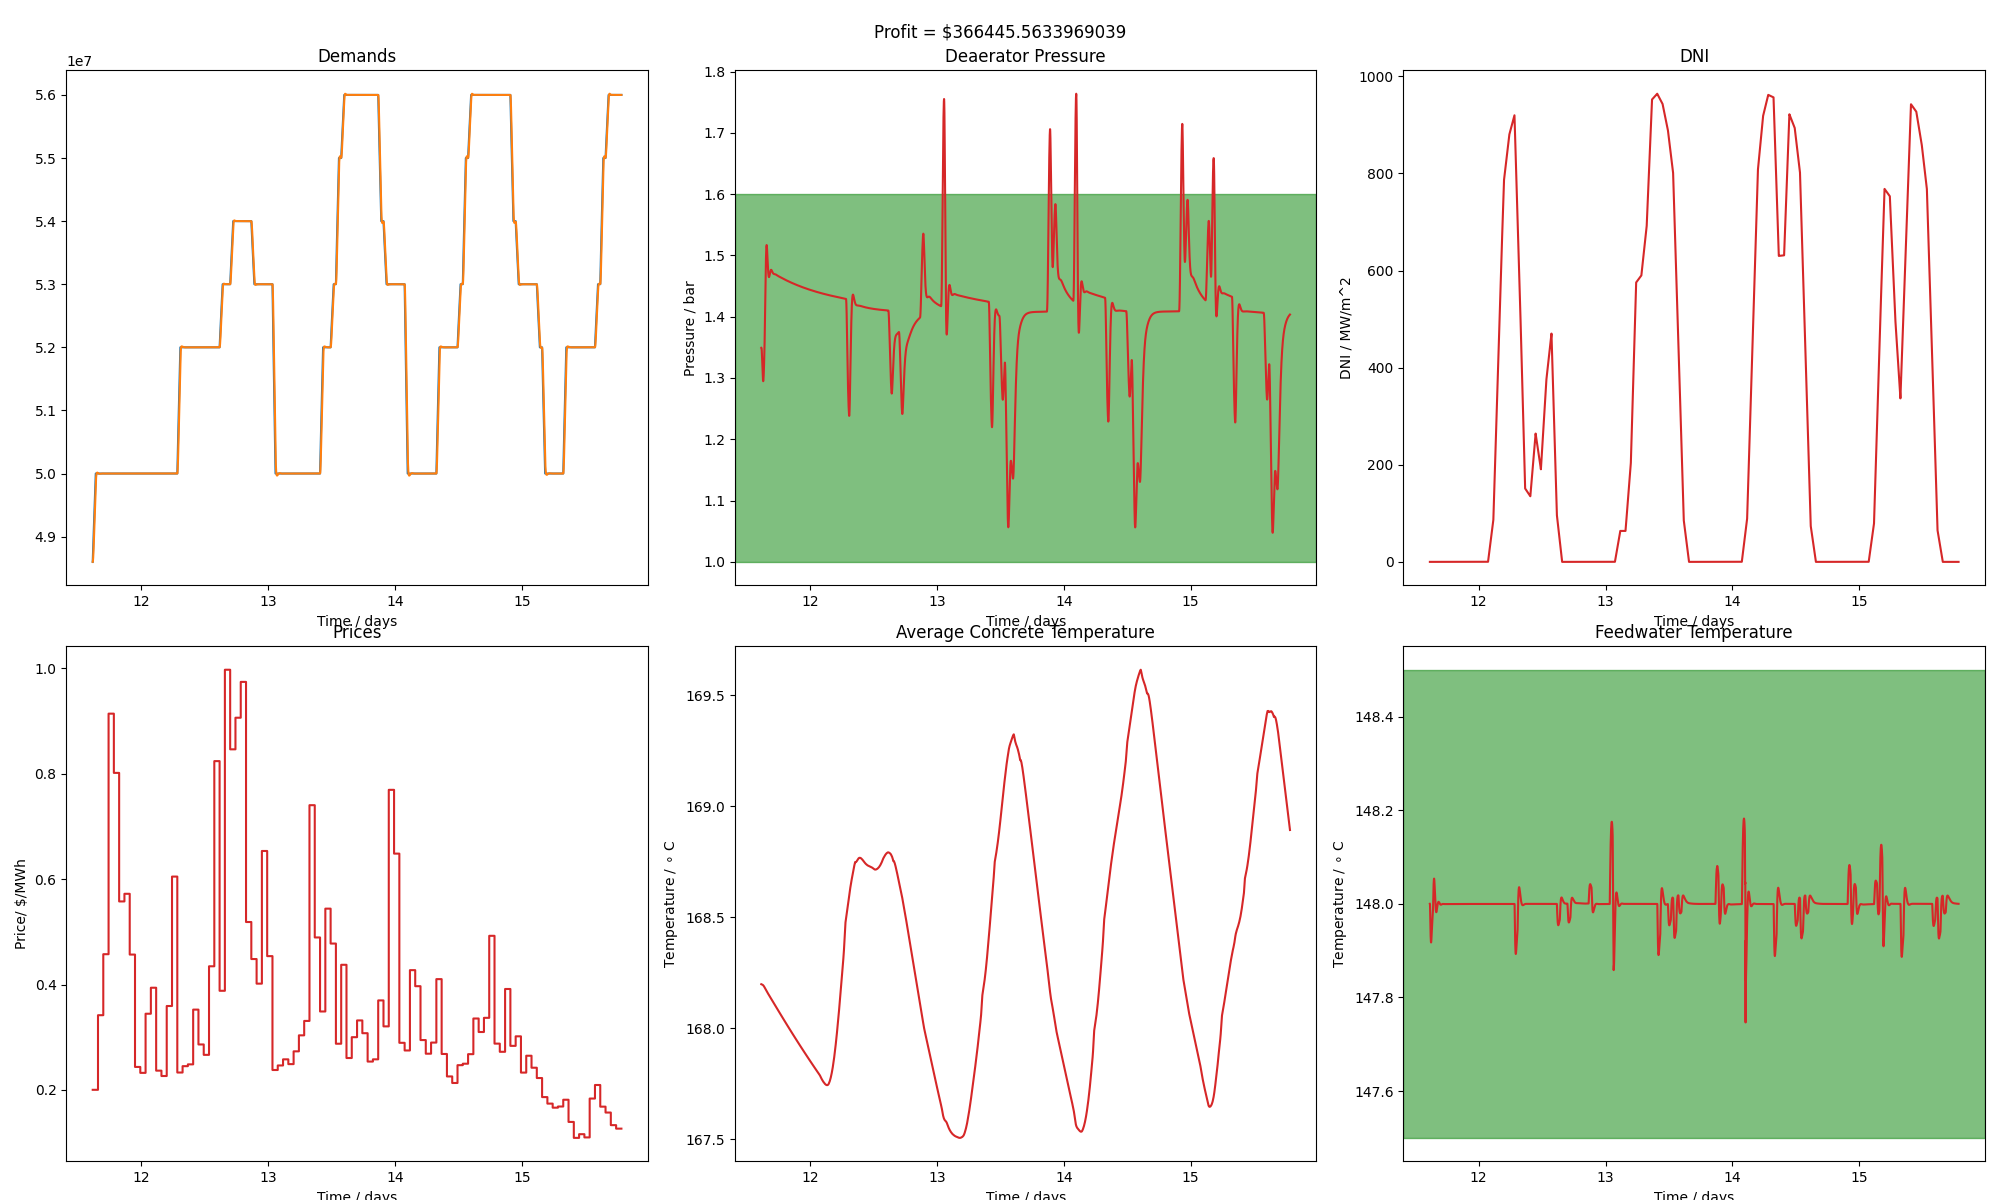 Profit = $366445.5633969039
Demands
1e7
5.6
5.5
5.4
5.3
5.2
5.1
5.0
4.9
12 13 14 15
Time / days
Deaerator Pressure
Pressure / bar
1.8
1.7
1.6
1.5
1.4
1.3
1.2
1.1
1.0
12 13 14 15
Time / days
DNI
DNI / MW/m^2
1000
800
600
400
200
0
12 13 14 15
Time / days
Prices
Price/ $/MWh
1.0
0.8
0.6
0.4
0.2
12 13 14 15
Time / days
Average Concrete Temperature
Temperature / ∘ C
169.5
169.0
168.5
168.0
167.5
12 13 14 15
Time / days
Feedwater Temperature
Temperature / ∘ C
148.4
148.2
148.0
147.8
147.6
12 13 14 15
Time / days